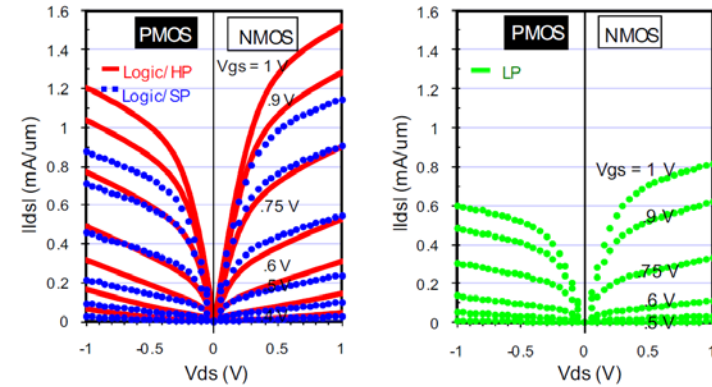 PMOS
NMOS
Logic/HP
Logic/SP
Vgs = 1 V
.9 V
.75 V
.6 V
|Ids| (mA/um)
1.6
1.4
1.2
1
0.8
0.6
0.4
0.2
0
-1
-0.5
0
0.5
1
Vds (V)
PMOS
NMOS
LP
Vgs = 1 V
.9 V
.75 V
.6 V
.5 V
|Ids| (mA/um)
1.6
1.4
1.2
1
0.8
0.6
0.4
0.2
0
-1
-0.5
0
0.5
1
Vds (V)